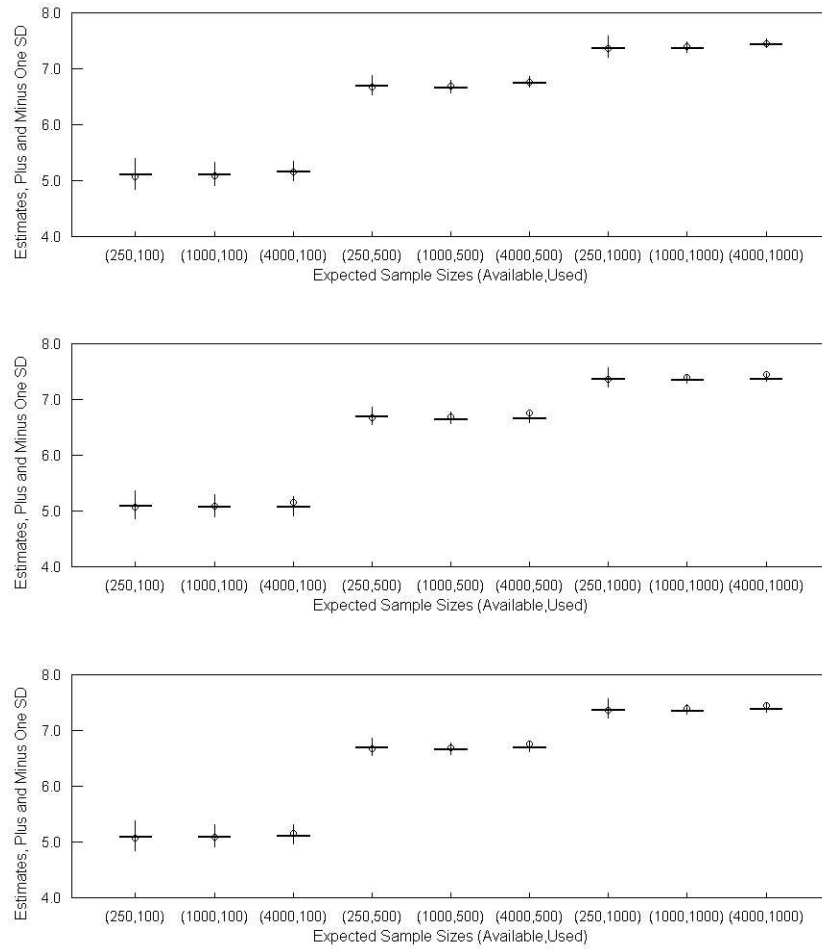 Estimates, Plus and Minus One SD
8.0
7.0
6.0
5.0
4.0
(250,100) (1000,100) (4000,100) (250,500) (1000,500) (4000,500) (250,1000) (1000,1000) (4000,1000)
Expected Sample Sizes (Available,Used)
Estimates, Plus and Minus One SD
8.0
7.0
6.0
5.0
4.0
(250,100) (1000,100) (4000,100) (250,500) (1000,500) (4000,500) (250,1000) (1000,1000) (4000,1000)
Expected Sample Sizes (Available,Used)
Estimates, Plus and Minus One SD
8.0
7.0
6.0
5.0
4.0
(250,100) (1000,100) (4000,100) (250,500) (1000,500) (4000,500) (250,1000) (1000,1000) (4000,1000)
Expected Sample Sizes (Available,Used)